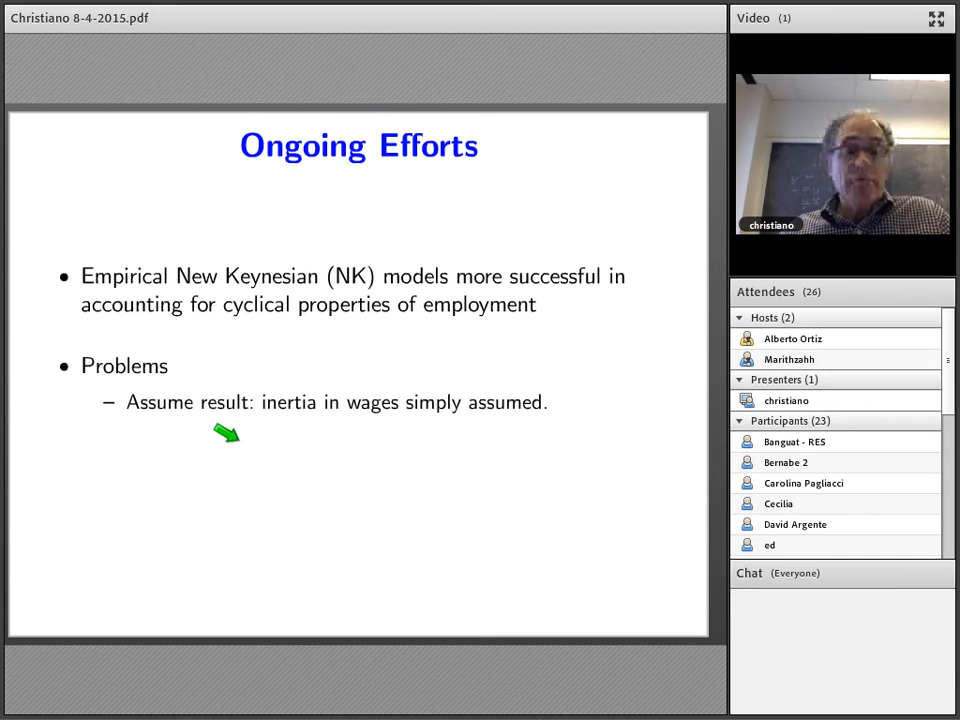 Christiano 8-4-2015.pdf
Ongoing Efforts
• Empirical New Keynesian (NK) models more successful in
accounting for cyclical properties of employment
• Problems
– Assume result: inertia in wages simply assumed.
Video (1)
christiano
Attendees (26)
Hosts (2)
Alberto Ortiz
Marithzahh
Presenters (1)
christiano
Participants (23)
Banguat - RES
Bernabe 2
Carolina Pagliacci
Cecilia
David Argente
ed
Chat (Everyone)